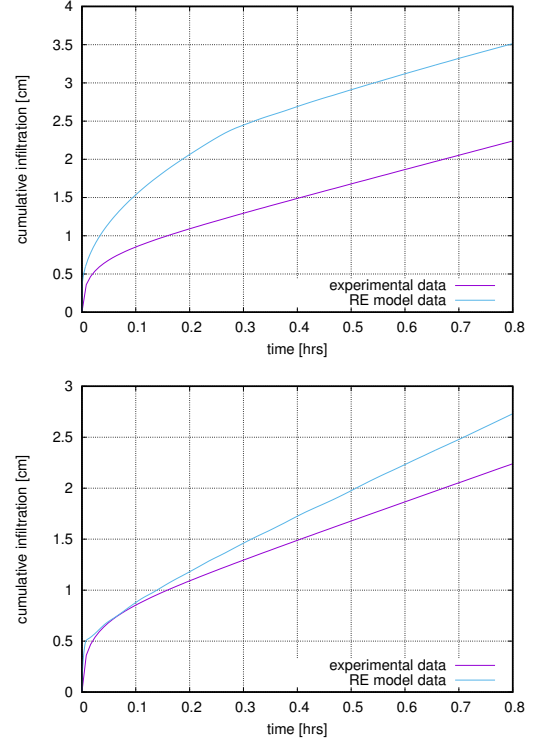 4
3.5
3
2.5
2
1.5
1
0.5
0
cumulative infiltration [cm]
experimental data
RE model data
0 0.1 0.2 0.3 0.4 0.5 0.6 0.7 0.8
time [hrs]
3
2.5
2
1.5
1
0.5
0
cumulative infiltration [cm]
experimental data
RE model data
0 0.1 0.2 0.3 0.4 0.5 0.6 0.7 0.8
time [hrs]